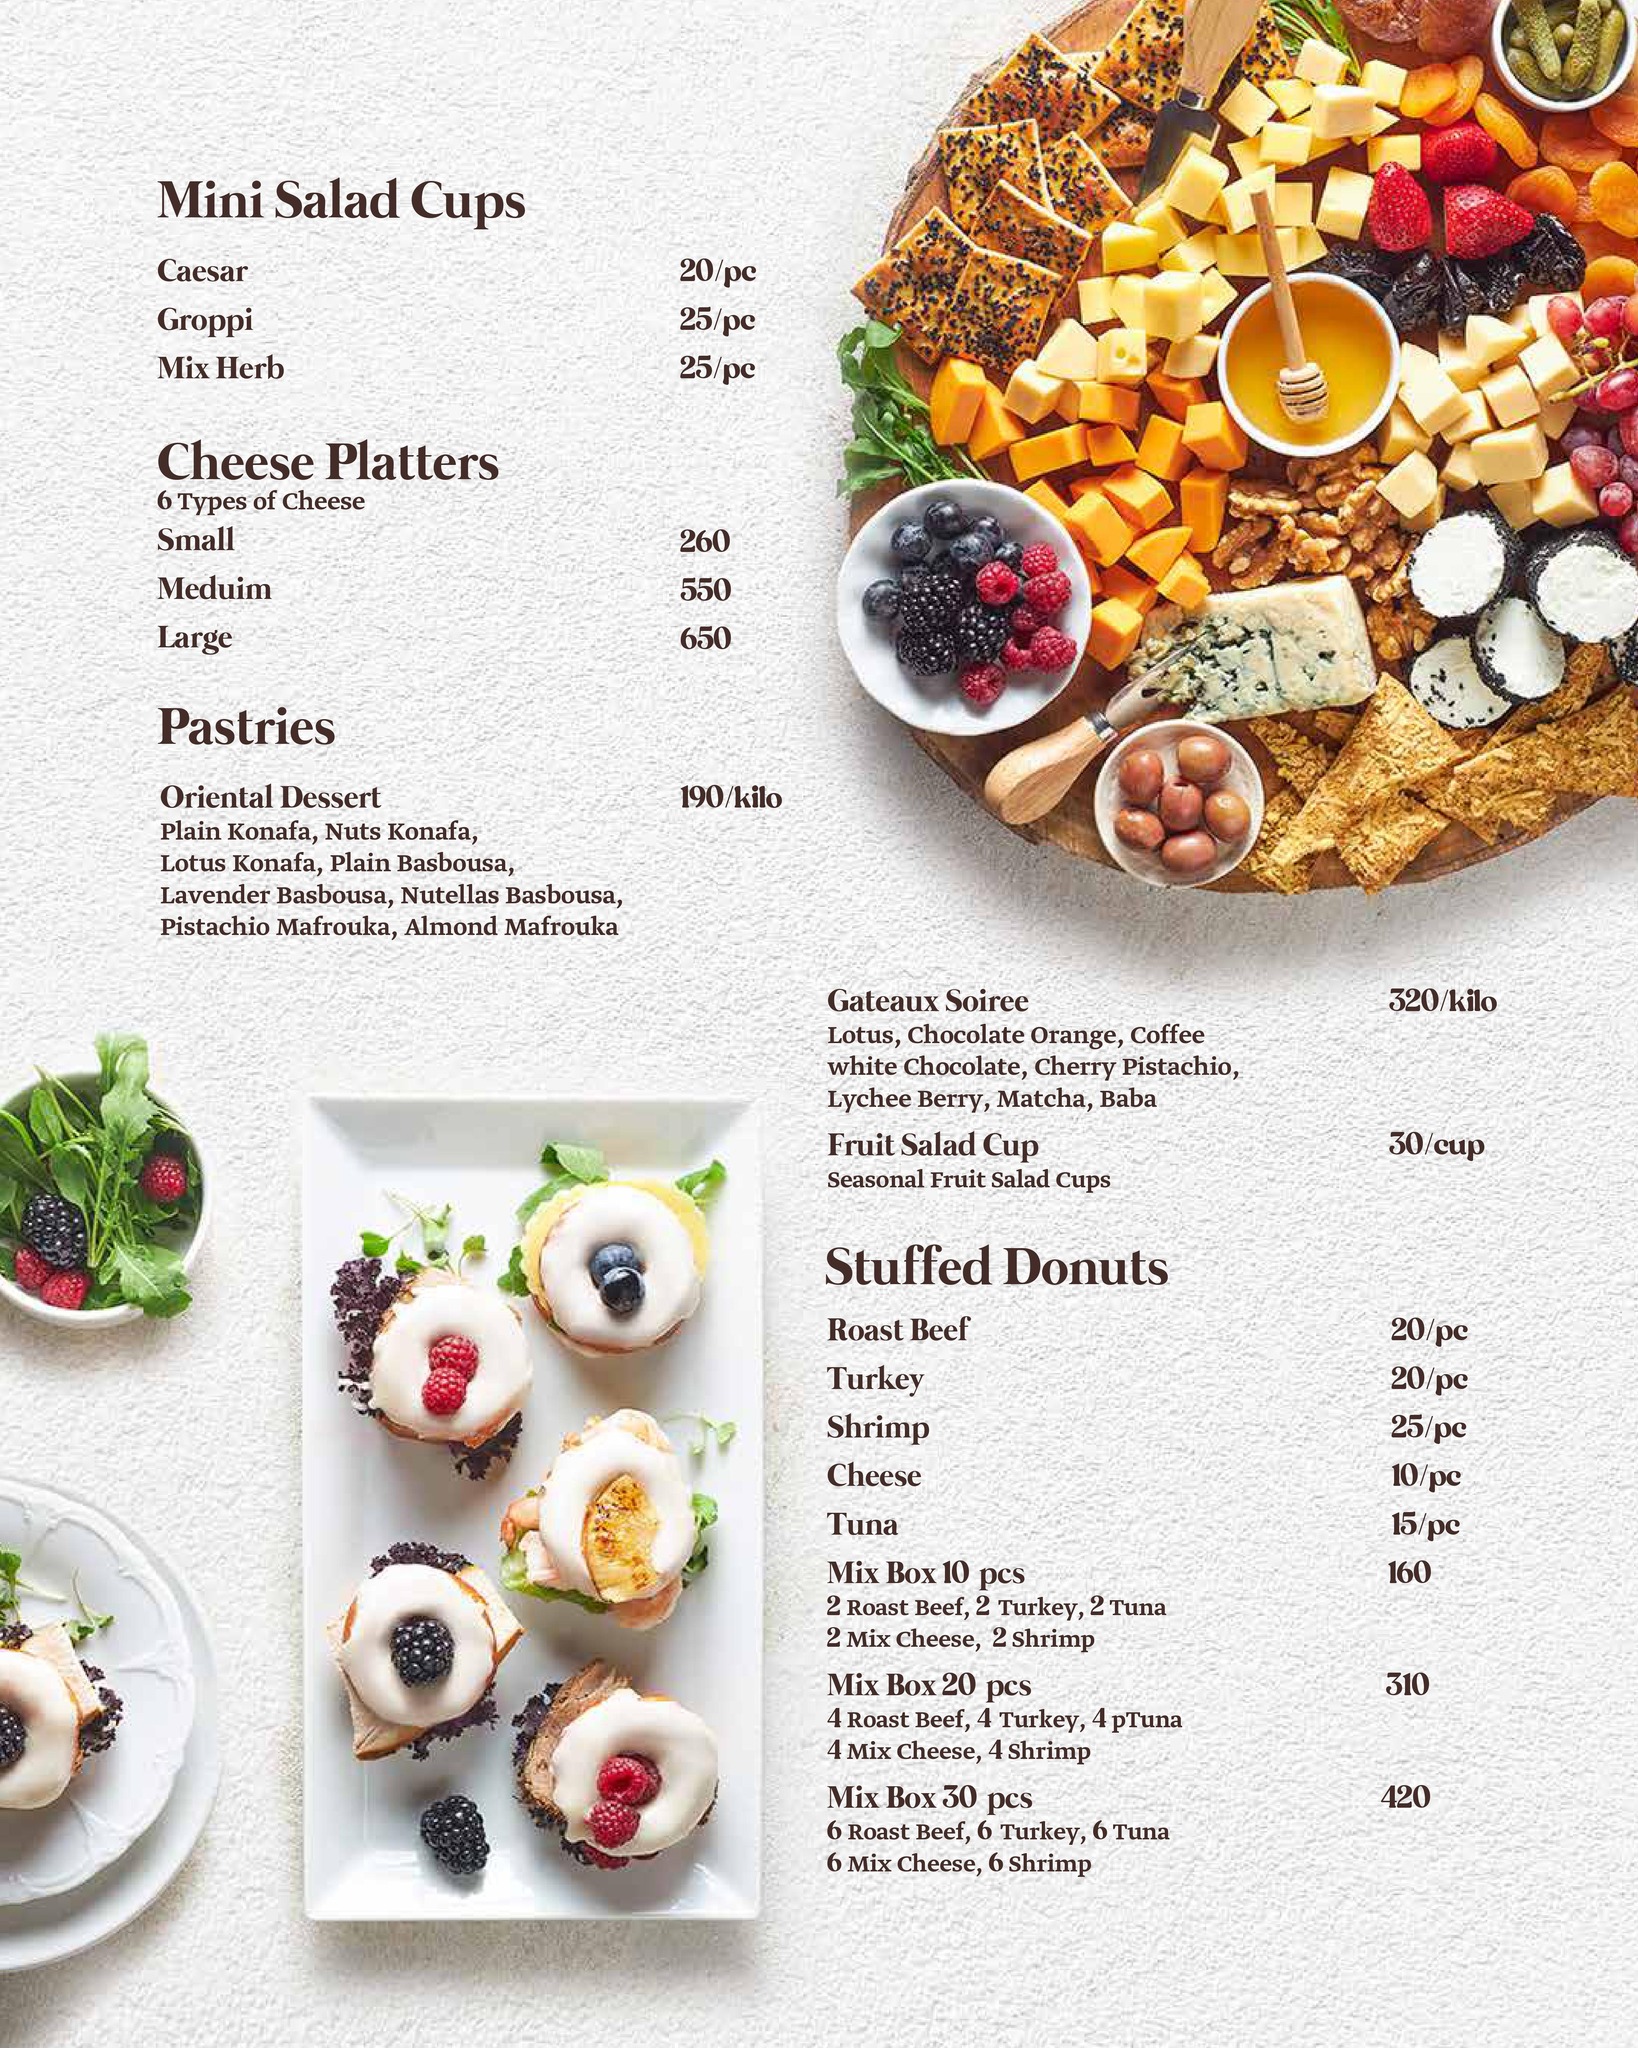 Mini Salad Cups
Caesar 20/pc
Groppi 25/pc
Mix Herb 25/pc
Cheese Platters
6 Types of Cheese
Small 260
Meduim 550
Large 650
Pastries
Oriental Dessert 190/kilo
Plain Konafa, Nuts Konafa,
Lotus Konafa, Plain Basbousa,
Lavender Basbousa, Nutellas Basbousa,
Pistachio Mafrouka, Almond Mafrouka
Gateaux Soiree 320/kilo
Lotus, Chocolate Orange, Coffee
white Chocolate, Cherry Pistachio,
Lychee Berry, Matcha, Baba
Fruit Salad Cup 30/cup
Seasonal Fruit Salad Cups
Stuffed Donuts
Roast Beef 20/pc
Turkey 20/pc
Shrimp 25/pc
Cheese 10/pc
Tuna 15/pc
Mix Box 10 pcs 160
2 Roast Beef, 2 Turkey, 2 Tuna
2 Mix Cheese, 2 Shrimp
Mix Box 20 pcs 310
4 Roast Beef, 4 Turkey, 4 pTuna
4 Mix Cheese, 4 Shrimp
Mix Box 30 pcs 420
6 Roast Beef, 6 Turkey, 6 Tuna
6 Mix Cheese, 6 Shrimp